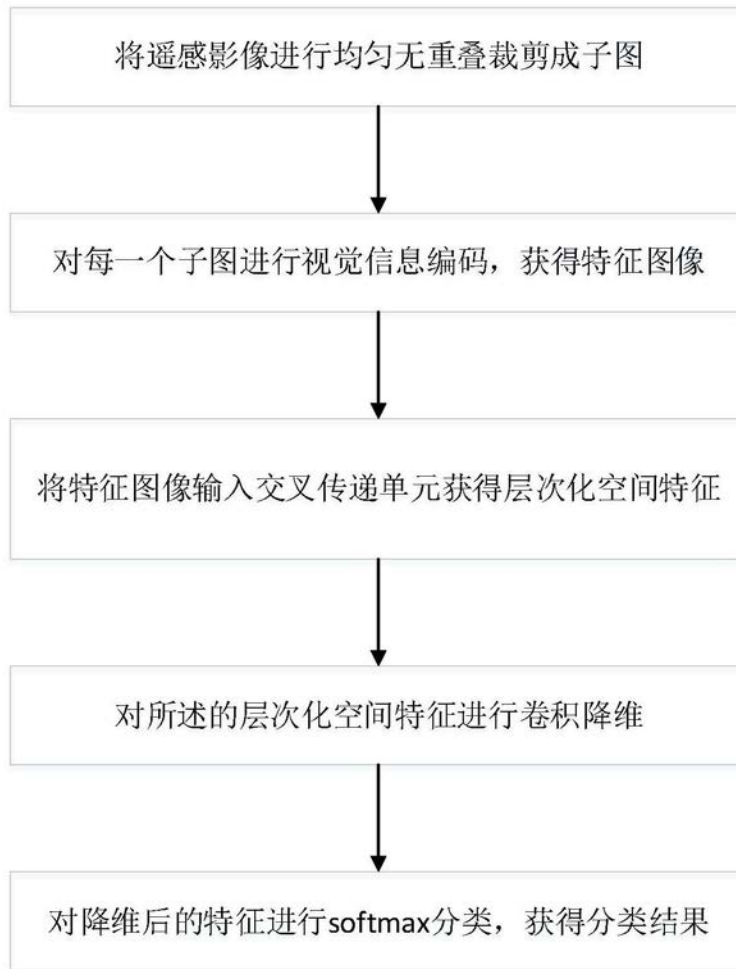 将遥感影像进行均匀无重叠裁剪成子图
对每一个子图进行视觉信息编码，获得特征图像
将特征图像输入交叉传递单元获得层次化空间特征
对所述的层次化空间特征进行卷积降维
对降维后的特征进行softmax分类，获得分类结果